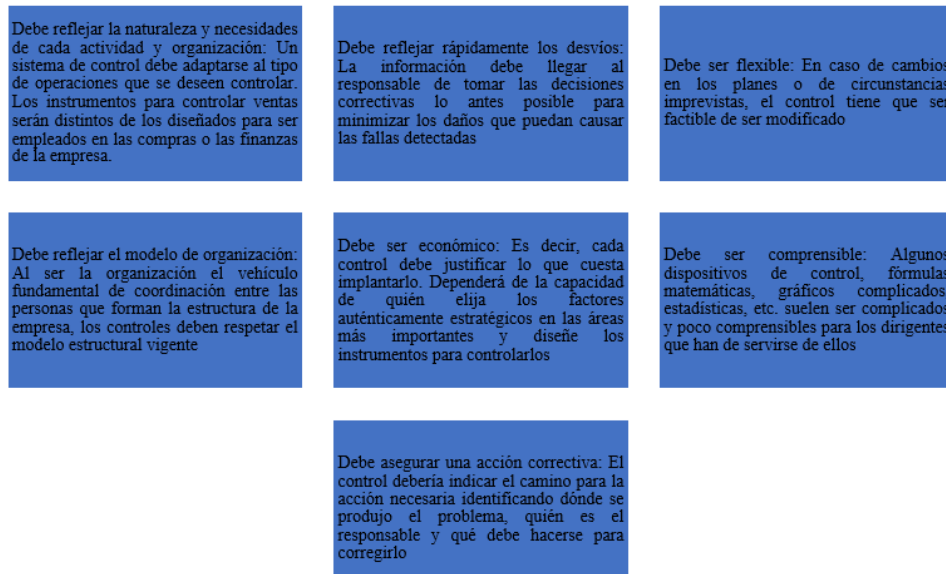 Debe reflejar la naturaleza y necesidades
de cada actividad y organización: Un
sistema de control debe adaptarse al tipo
de operaciones que se deseen controlar.
Los instrumentos para controlar ventas
serán distintos de los diseñados para ser
empleados en las compras o las finanzas
de la empresa.
Debe reflejar rápidamente los desvíos:
La información debe llegar al
responsable de tomar las decisiones
correctivas lo antes posible para
minimizar los daños que puedan causar
las fallas detectadas
Debe ser flexible: En caso de cambios
en los planes o de circunstancias
imprevistas, el control tiene que ser
factible de ser modificado
Debe reflejar el modelo de organización:
Al ser la organización el vehículo
fundamental de coordinación entre las
personas que forman la estructura de la
empresa, los controles deben respetar el
modelo estructural vigente
Debe ser económico: Es decir, cada
control debe justificar lo que cuesta
implantarlo. Dependerá de la capacidad
de quién elija los factores
auténticamente estratégicos en las áreas
más importantes y diseñe los
instrumentos para controlarlos
Debe ser comprensible: Algunos
dispositivos de control, fórmulas
matemáticas, gráficos complicados,
estadísticas, etc. suelen ser complicados
y poco comprensibles para los dirigentes
que han de servirse de ellos
Debe asegurar una acción correctiva: El
control debería indicar el camino para la
acción necesaria identificando dónde se
produjo el problema, quién es el
responsable y qué debe hacerse para
corregirlo